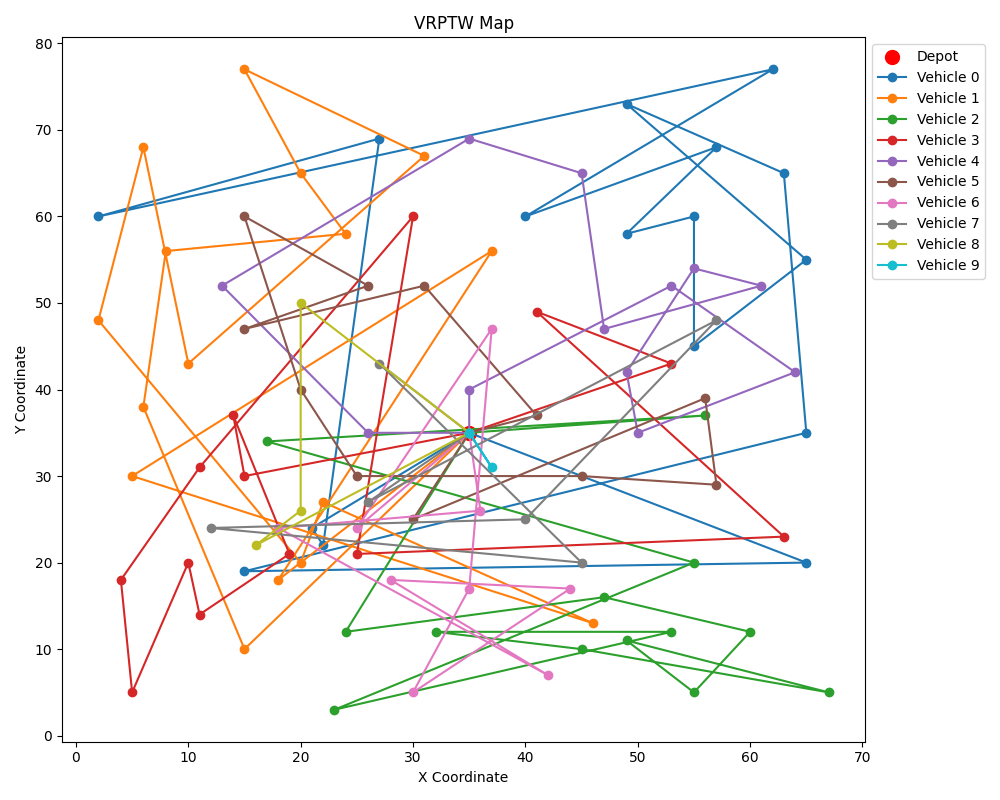 VRPTW Map
Y Coordinate
80
70
60
50
40
30
20
10
0
0 10 20 30 40 50 60 70
X Coordinate
Depot
Vehicle 0
Vehicle 1
Vehicle 2
Vehicle 3
Vehicle 4
Vehicle 5
Vehicle 6
Vehicle 7
Vehicle 8
Vehicle 9